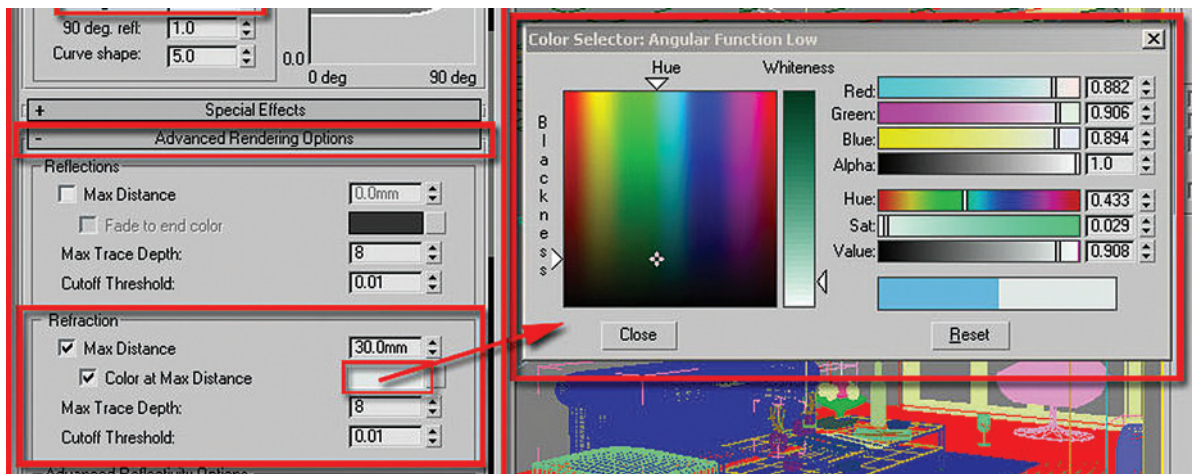 90 deg. refl: 1.0
Curve shape: 5.0
0.0
0 deg 90 deg
+ Special Effects
- Advanced Rendering Options
Reflections
Max Distance 0.0mm
Fade to end color
Max Trace Depth: 8
Cutoff Threshold: 0.01
Refraction
Max Distance 30.0mm
Color at Max Distance
Max Trace Depth: 8
Cutoff Threshold: 0.01
Advanced Reflectivity Options
Color Selector: Angular Function Low
Hue Whiteness
Blackness
Red: 0.882
Green: 0.906
Blue: 0.894
Alpha: 1.0
Hue: 0.433
Sat: 0.029
Value: 0.908
Close Reset